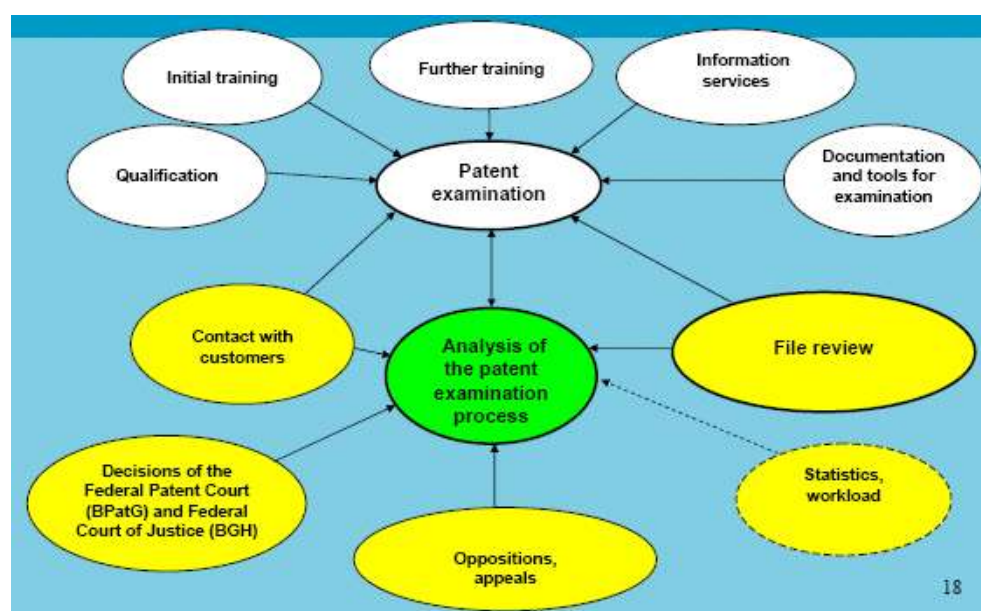 Initial training
Further training
Information
services
Qualification
Patent
examination
Documentation
and tools for
examination
Contact with
customers
Analysis of
the patent
examination
process
File review
Decisions of the
Federal Patent Court
(BPatG) and Federal
Court of Justice (BGH)
Oppositions,
appeals
Statistics,
workload
18